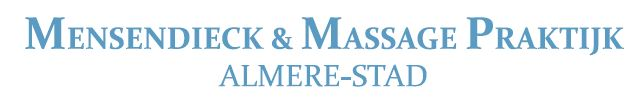 MENSENDIECK & MASSAGE PRAKTIJK
ALMERE-STAD